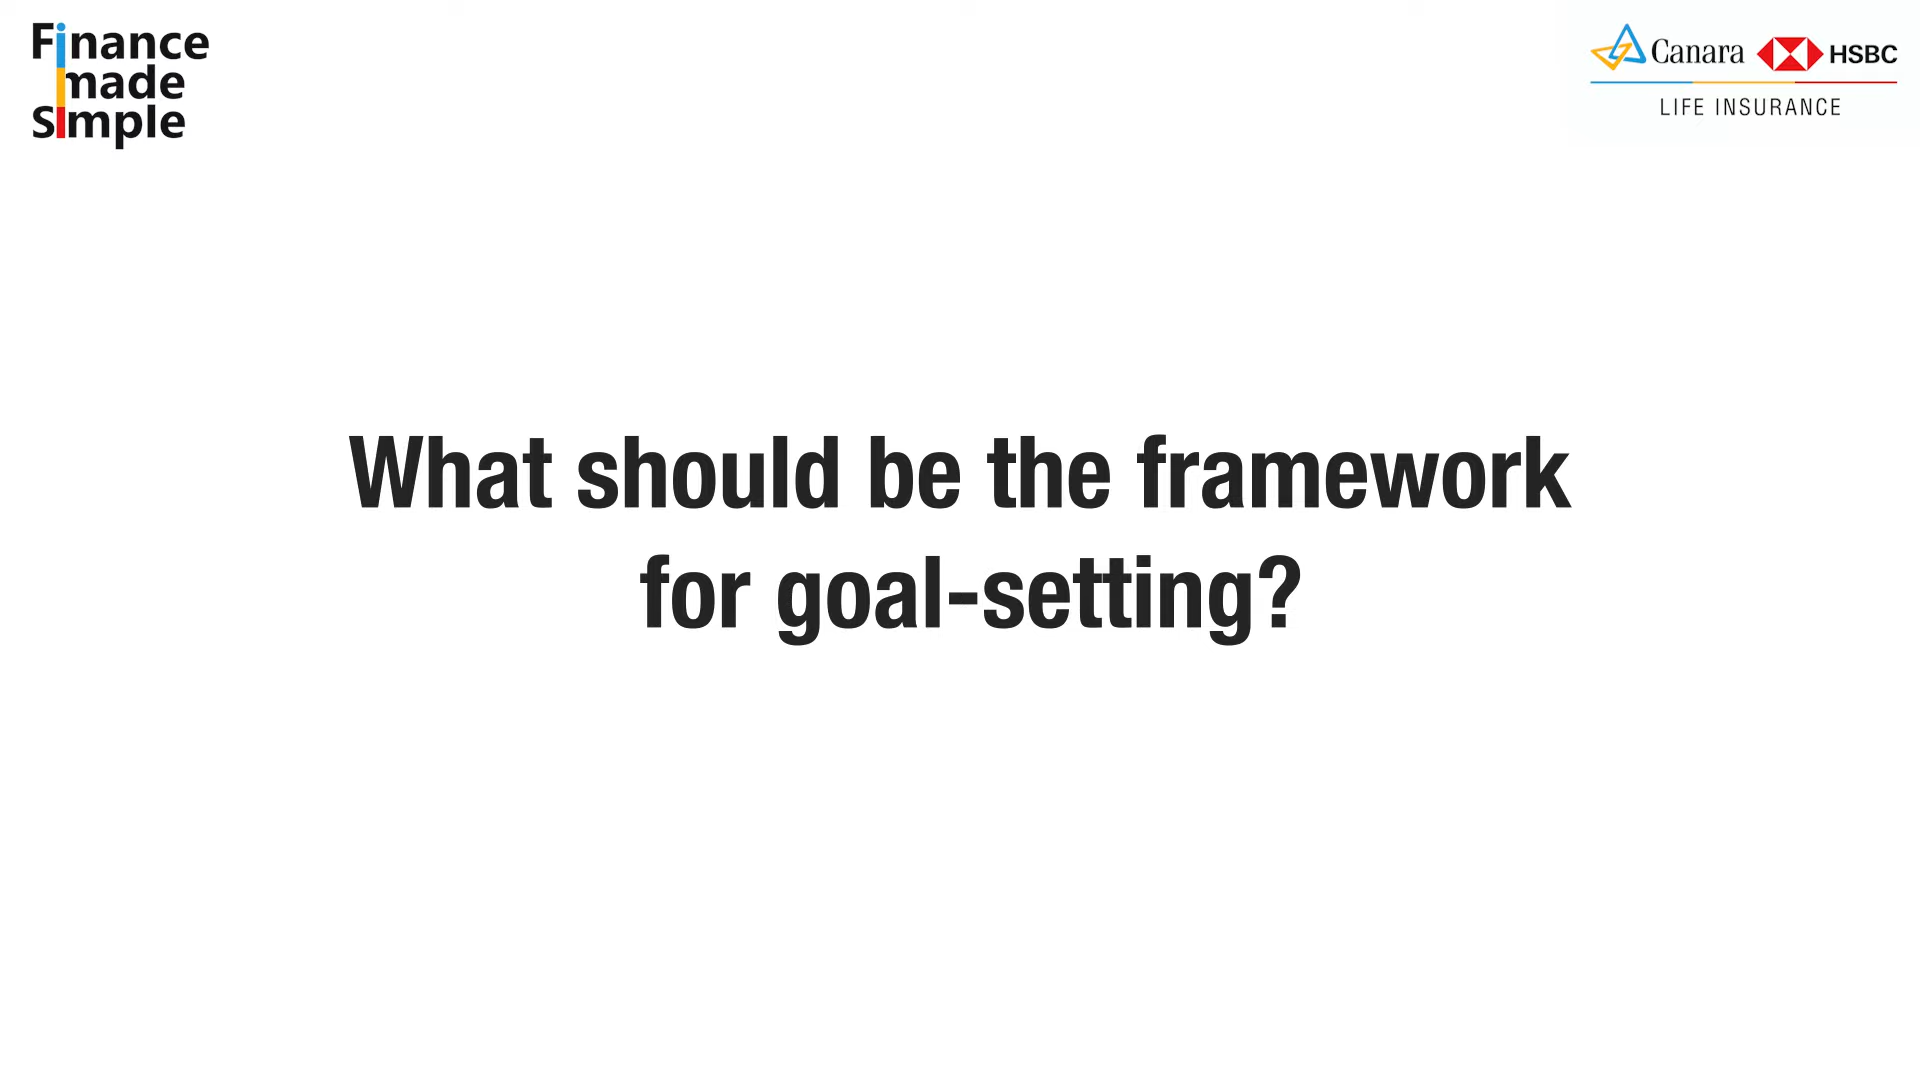 Finance
made
Simple
Canara HSBC
LIFE INSURANCE
What should be the framework
for goal-setting?